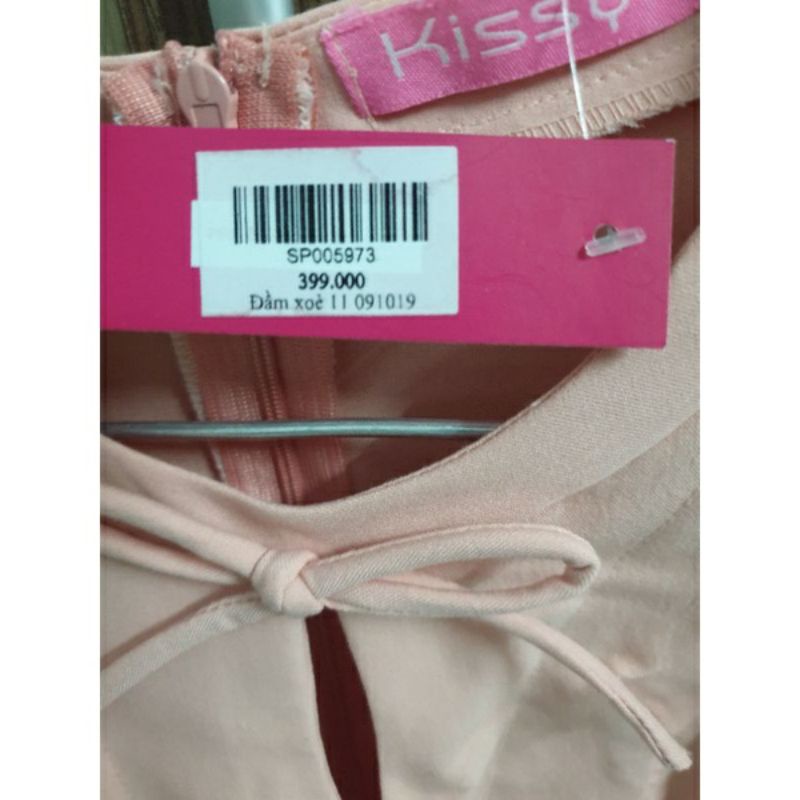 Kissy
SP005973
399.000
Đầm xoè 11 091019